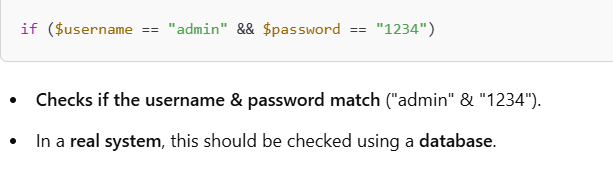 if ($username == "admin" && $password == "1234")
• Checks if the username & password match ("admin" & "1234").
• In a real system, this should be checked using a database.